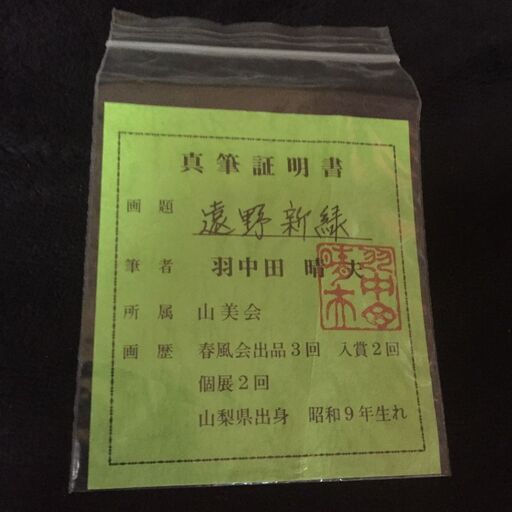 真筆証明書
画題 遠野新緑
筆者 羽中田晴夫
所属 山美会
画歴 春風会出品3回 入賞2回
個展2回
山梨県出身 昭和9年生れ